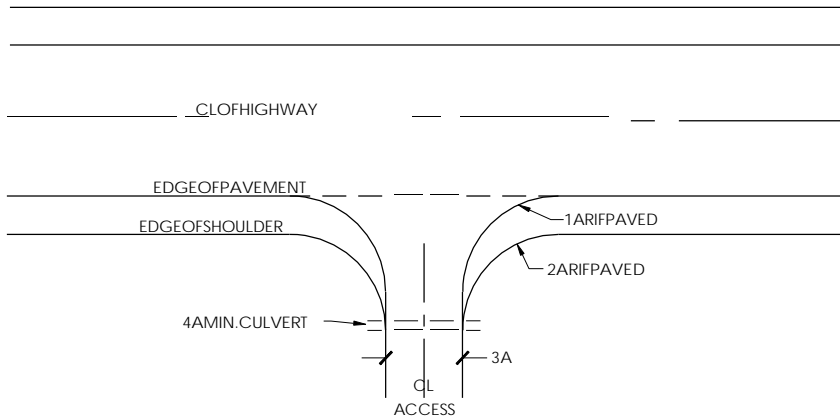 CLOFHIGHWAY
EDGEOFPAVEMENT
1ARIFPAVED
EDGEOFSHOULDER
2ARIFPAVED
4AMIN.CULVERT
3A
CL
ACCESS